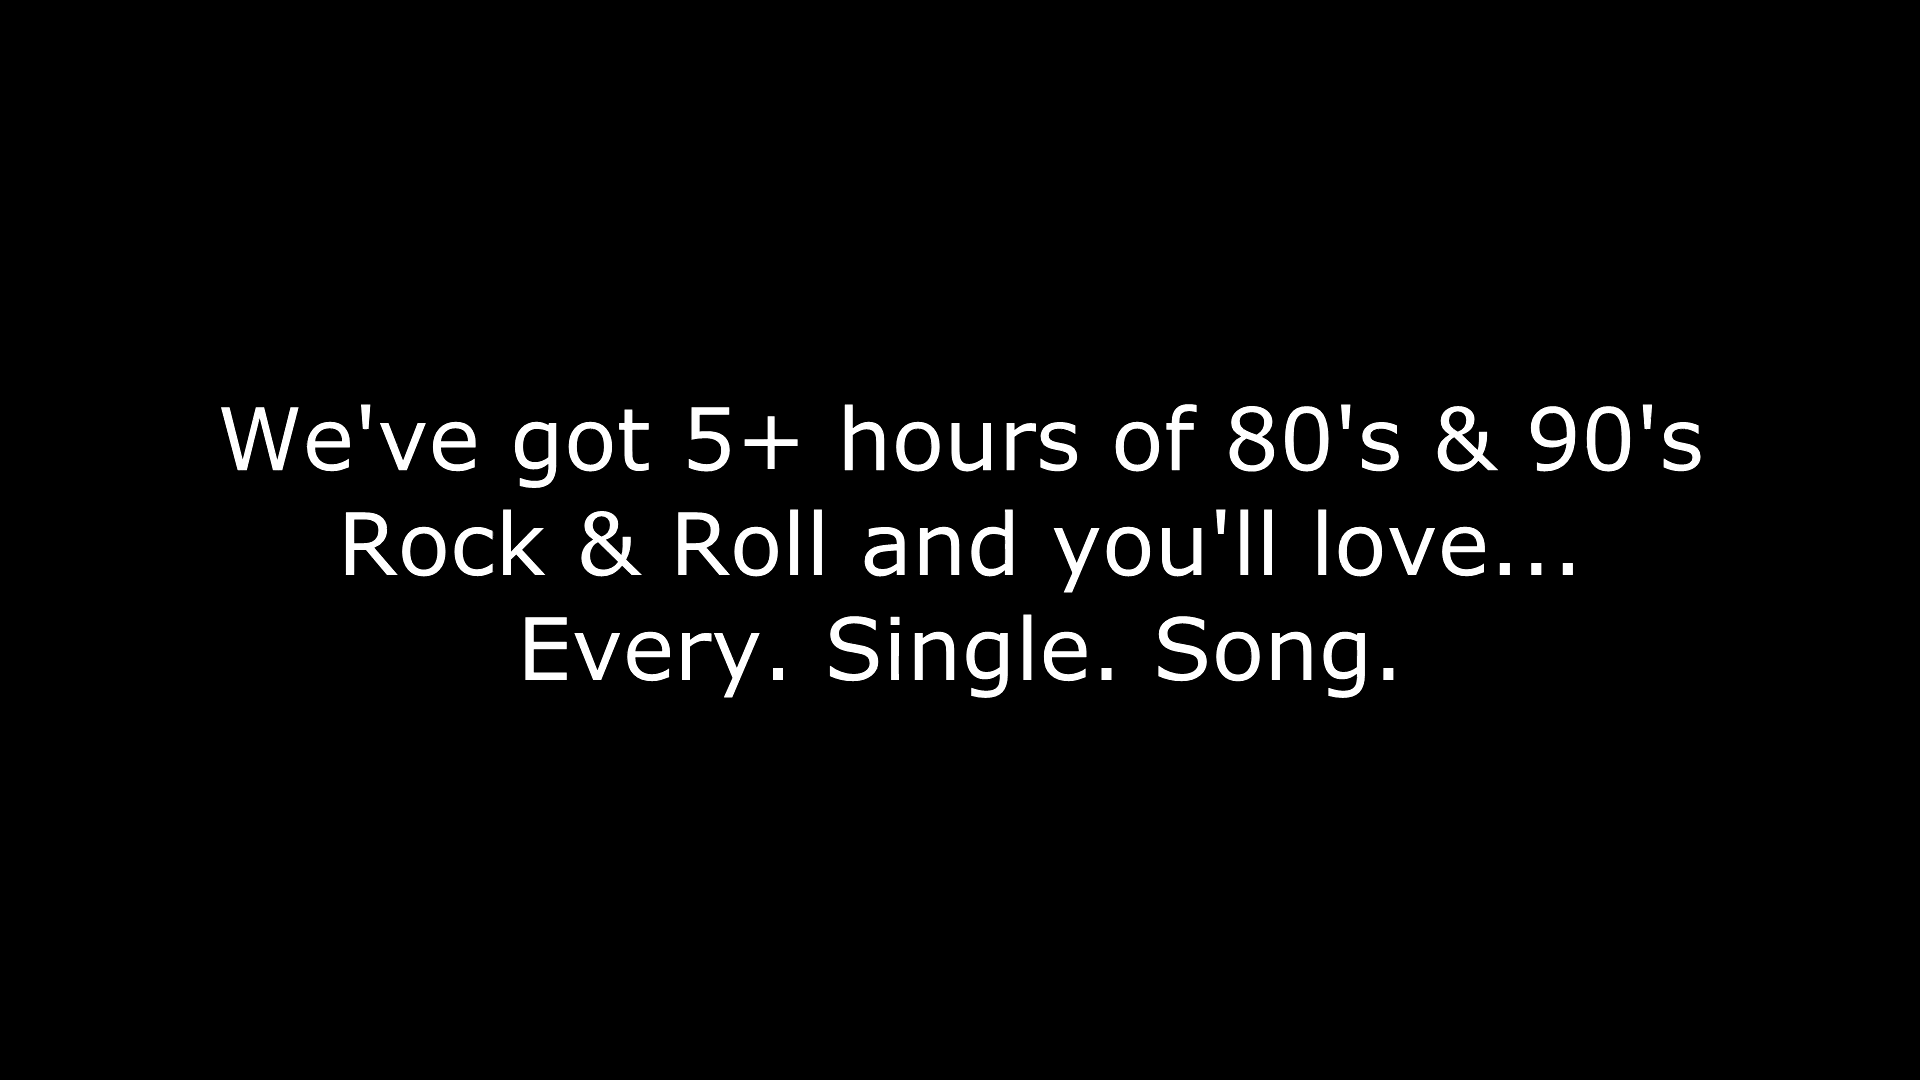 We've got 5+ hours of 80's & 90's
Rock & Roll and you'll love...
Every. Single. Song.